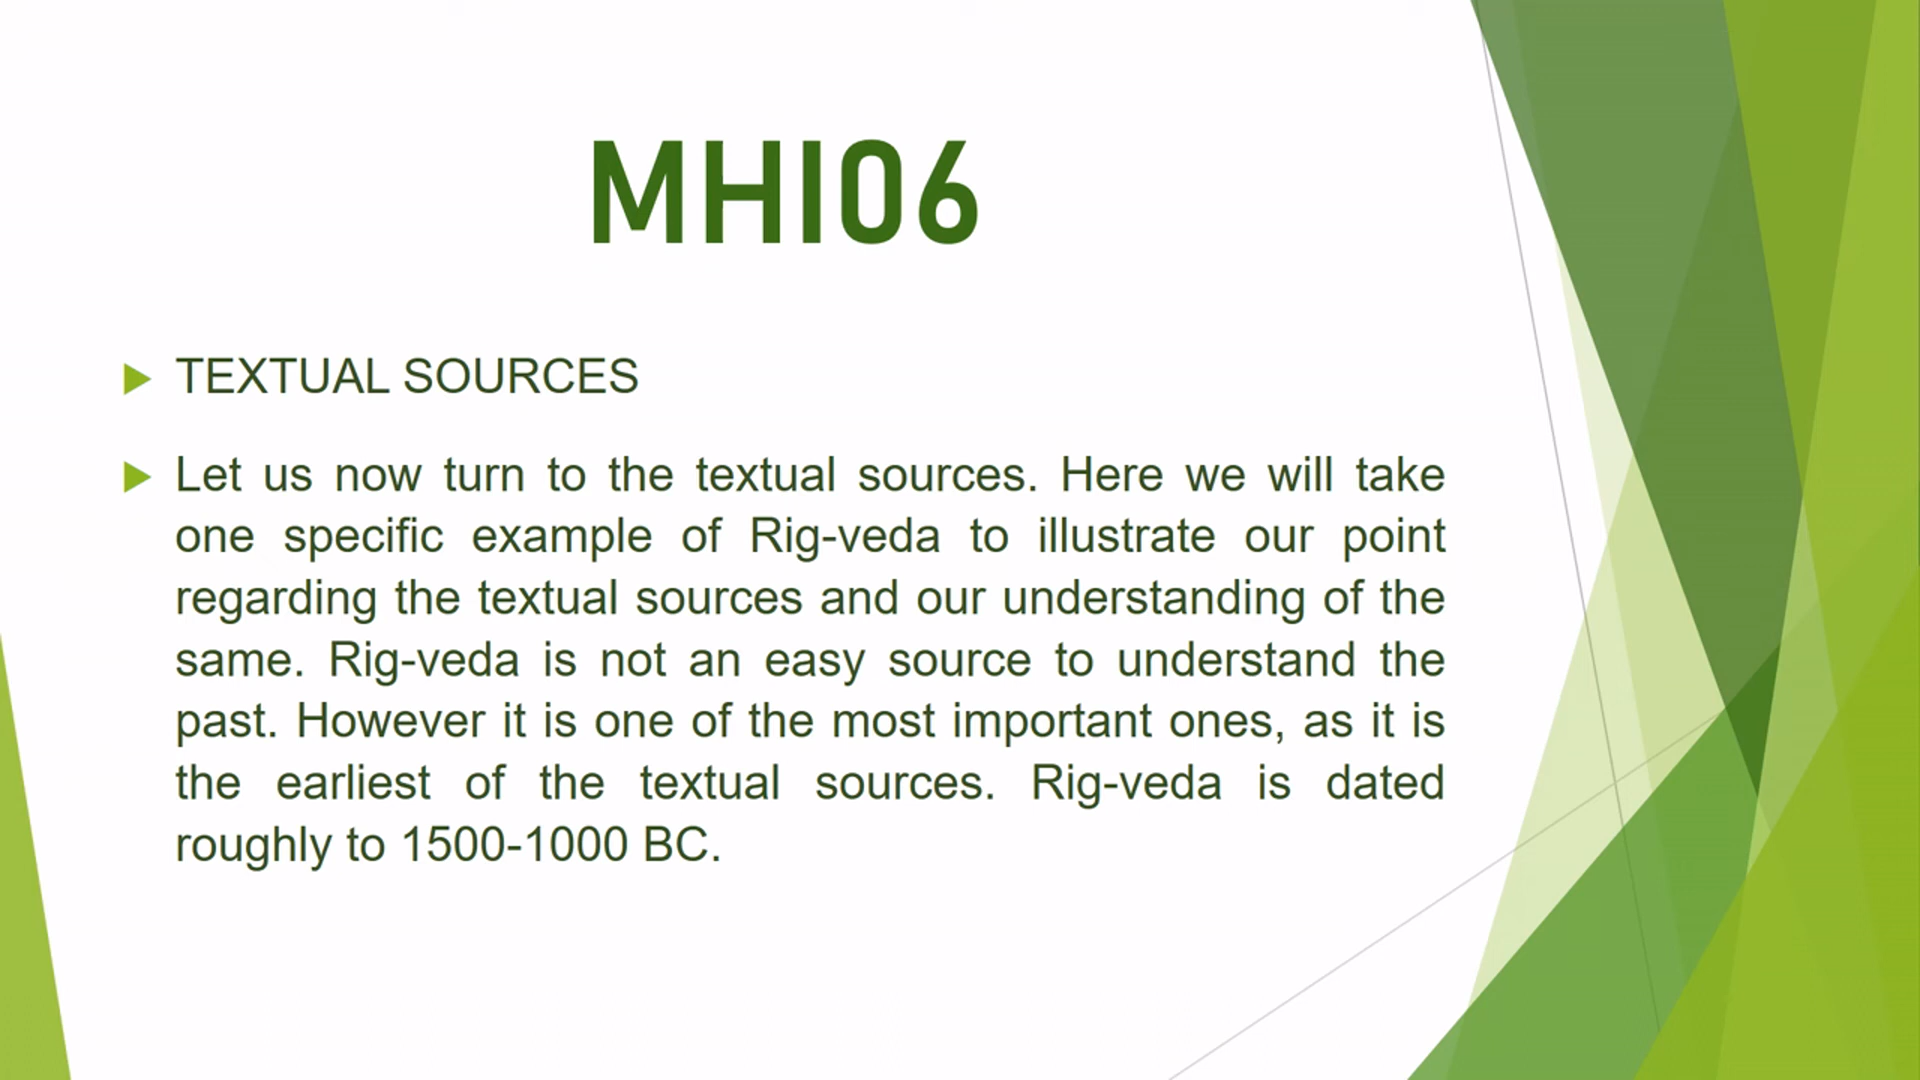 MHI06
TEXTUAL SOURCES
Let us now turn to the textual sources. Here we will take
one specific example of Rig-veda to illustrate our point
regarding the textual sources and our understanding of the
same. Rig-veda is not an easy source to understand the
past. However it is one of the most important ones, as it is
the earliest of the textual sources. Rig-veda is dated
roughly to 1500-1000 BC.